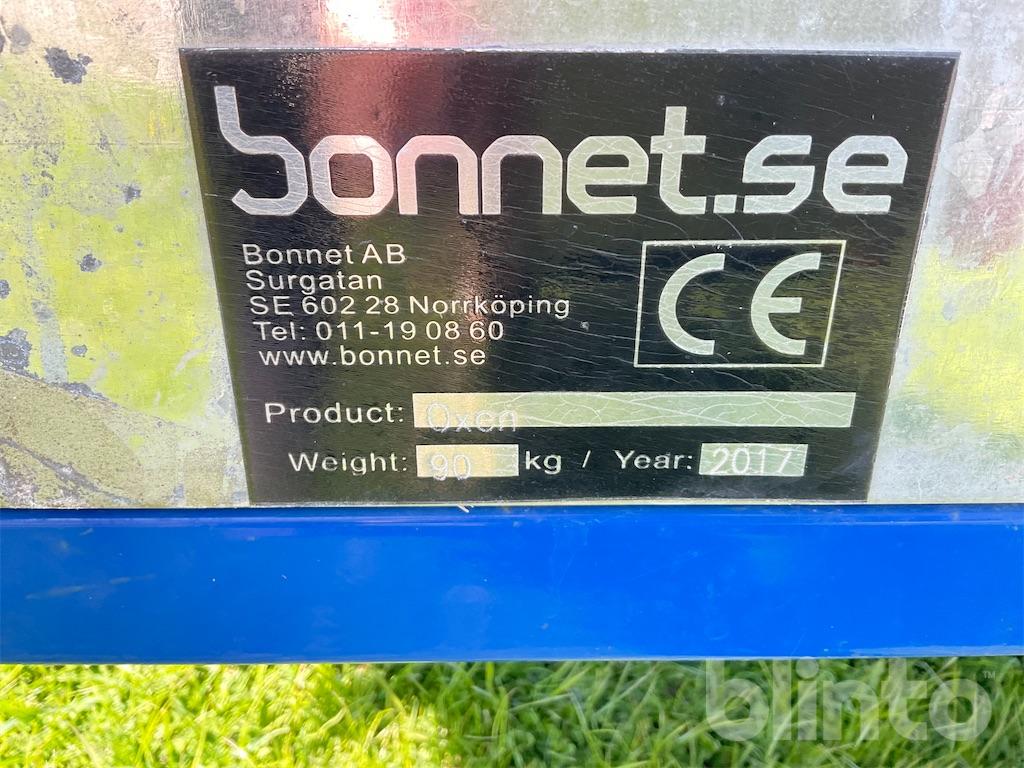 bonnet.se
Bonnet AB
Surgatan
SE 602 28 Norrköping
Tel: 011-19 08 60
www.bonnet.se
CE
Product: Oxen
Weight: 90 kg / Year: 2017
blinto™